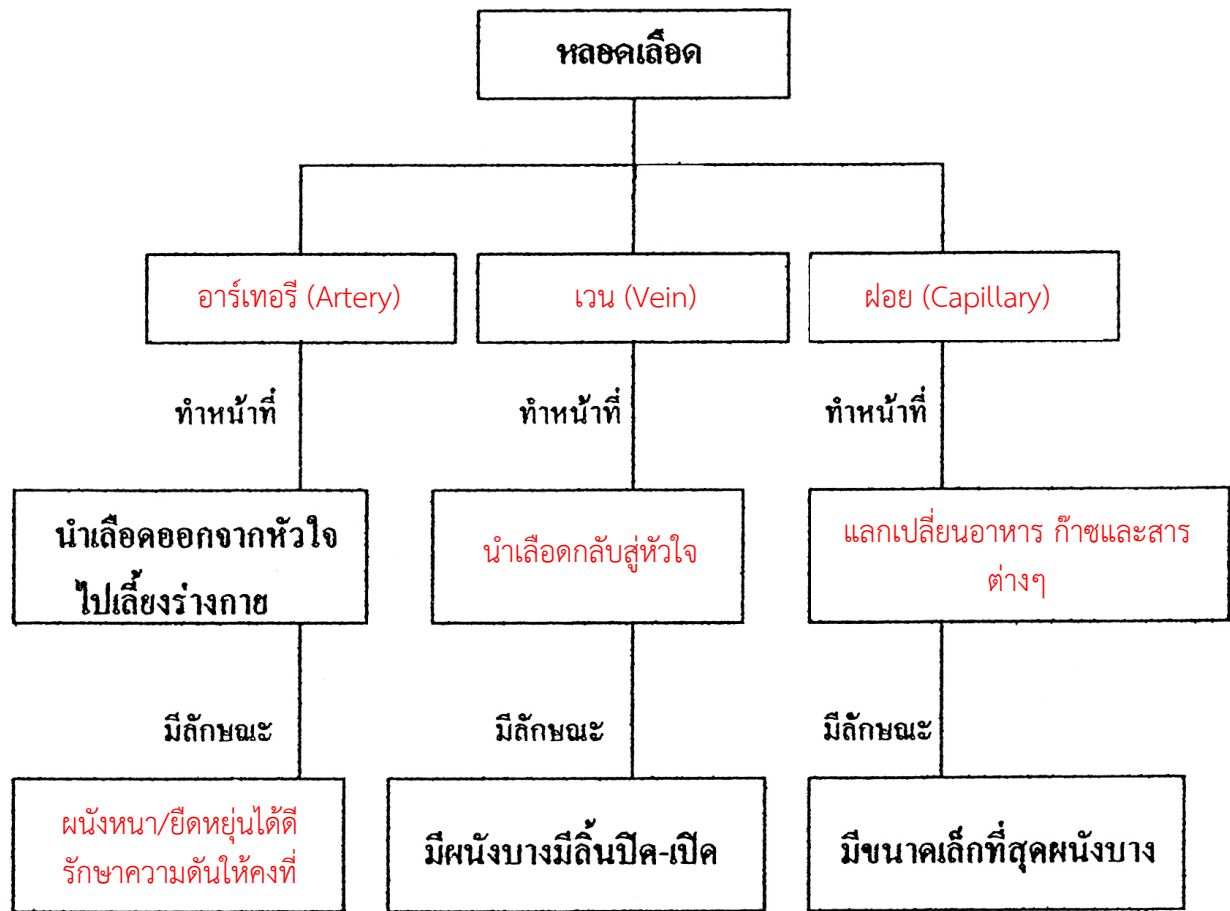 หลอดเลือด
อาร์เทอรี (Artery)
เวน (Vein)
ฝอย (Capillary)
ทำหน้าที่
ทำหน้าที่
ทำหน้าที่
นำเลือดออกจากหัวใจ
ไปเลี้ยงร่างกาย
นำเลือดกลับสู่หัวใจ
แลกเปลี่ยนอาหาร ก๊าซและสาร
ต่างๆ
มีลักษณะ
มีลักษณะ
มีลักษณะ
ผนังหนา/ยืดหยุ่นได้ดี
รักษาความดันให้คงที่
มีผนังบางมีลิ้นปิด-เปิด
มีขนาดเล็กที่สุดผนังบาง